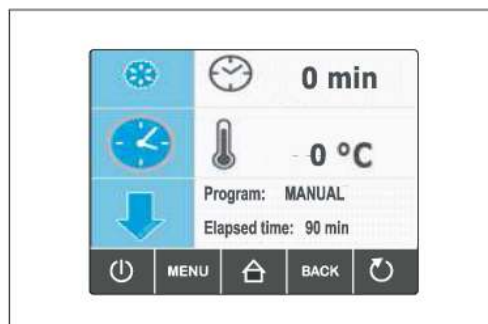 0 min
- 0 °C
Program: MANUAL
Elapsed time: 90 min
MENU BACK